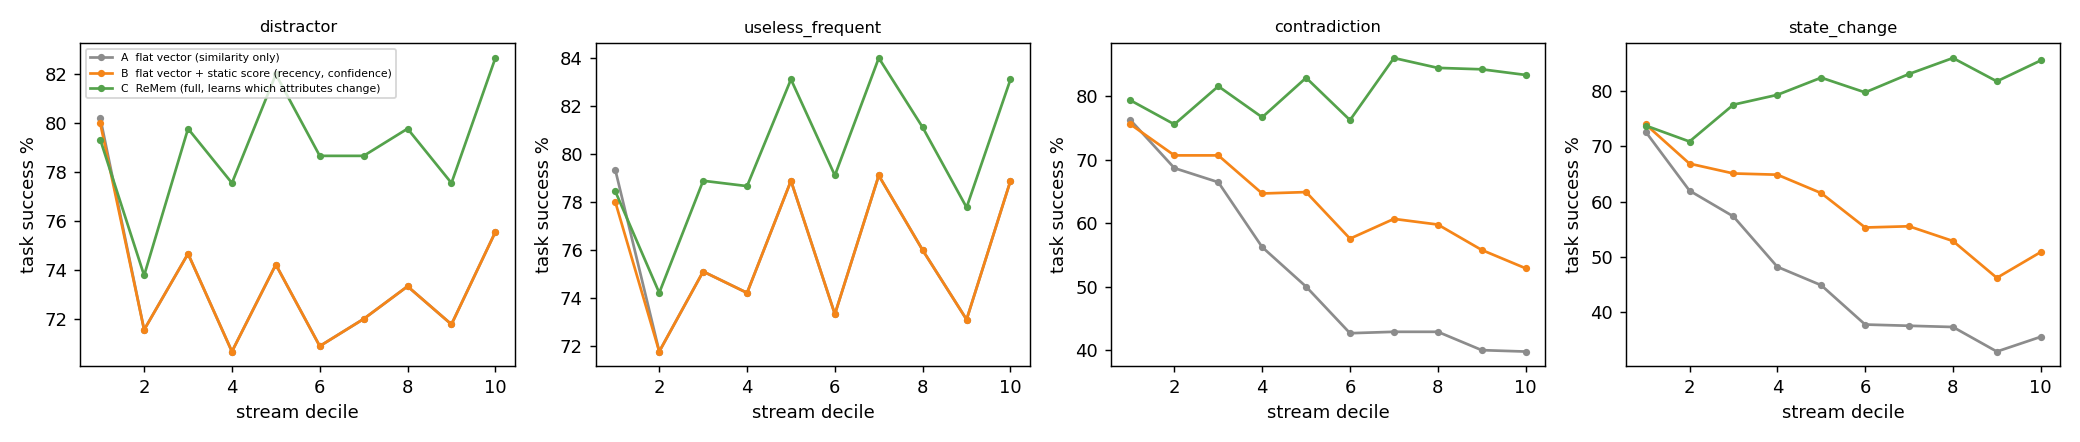 distractor
A  flat vector (similarity only)
B  flat vector + static score (recency, confidence)
C  ReMem (full, learns which attributes change)
task success %
82
80
78
76
74
72
2 4 6 8 10
stream decile
useless_frequent
task success %
84
82
80
78
76
74
72
2 4 6 8 10
stream decile
contradiction
task success %
80
70
60
50
40
2 4 6 8 10
stream decile
state_change
task success %
80
70
60
50
40
2 4 6 8 10
stream decile